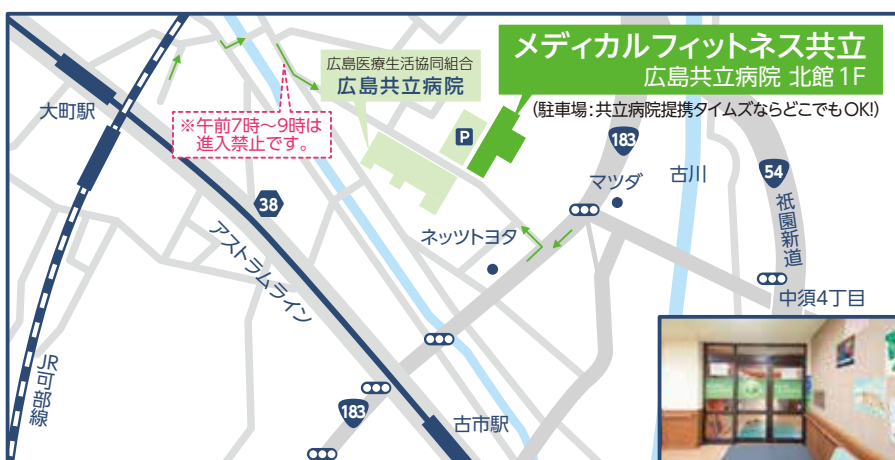 メディカルフィットネス共立
広島共立病院 北館1F
(駐車場:共立病院提携タイムズならどこでもOK!)
広島医療生活協同組合
広島共立病院
※午前7時～9時は
進入禁止です。
大町駅
P
183
マツダ
古川
54
祇園新道
38
アストラムライン
ネッツトヨタ
中須4丁目
JR可部線
183
古市駅